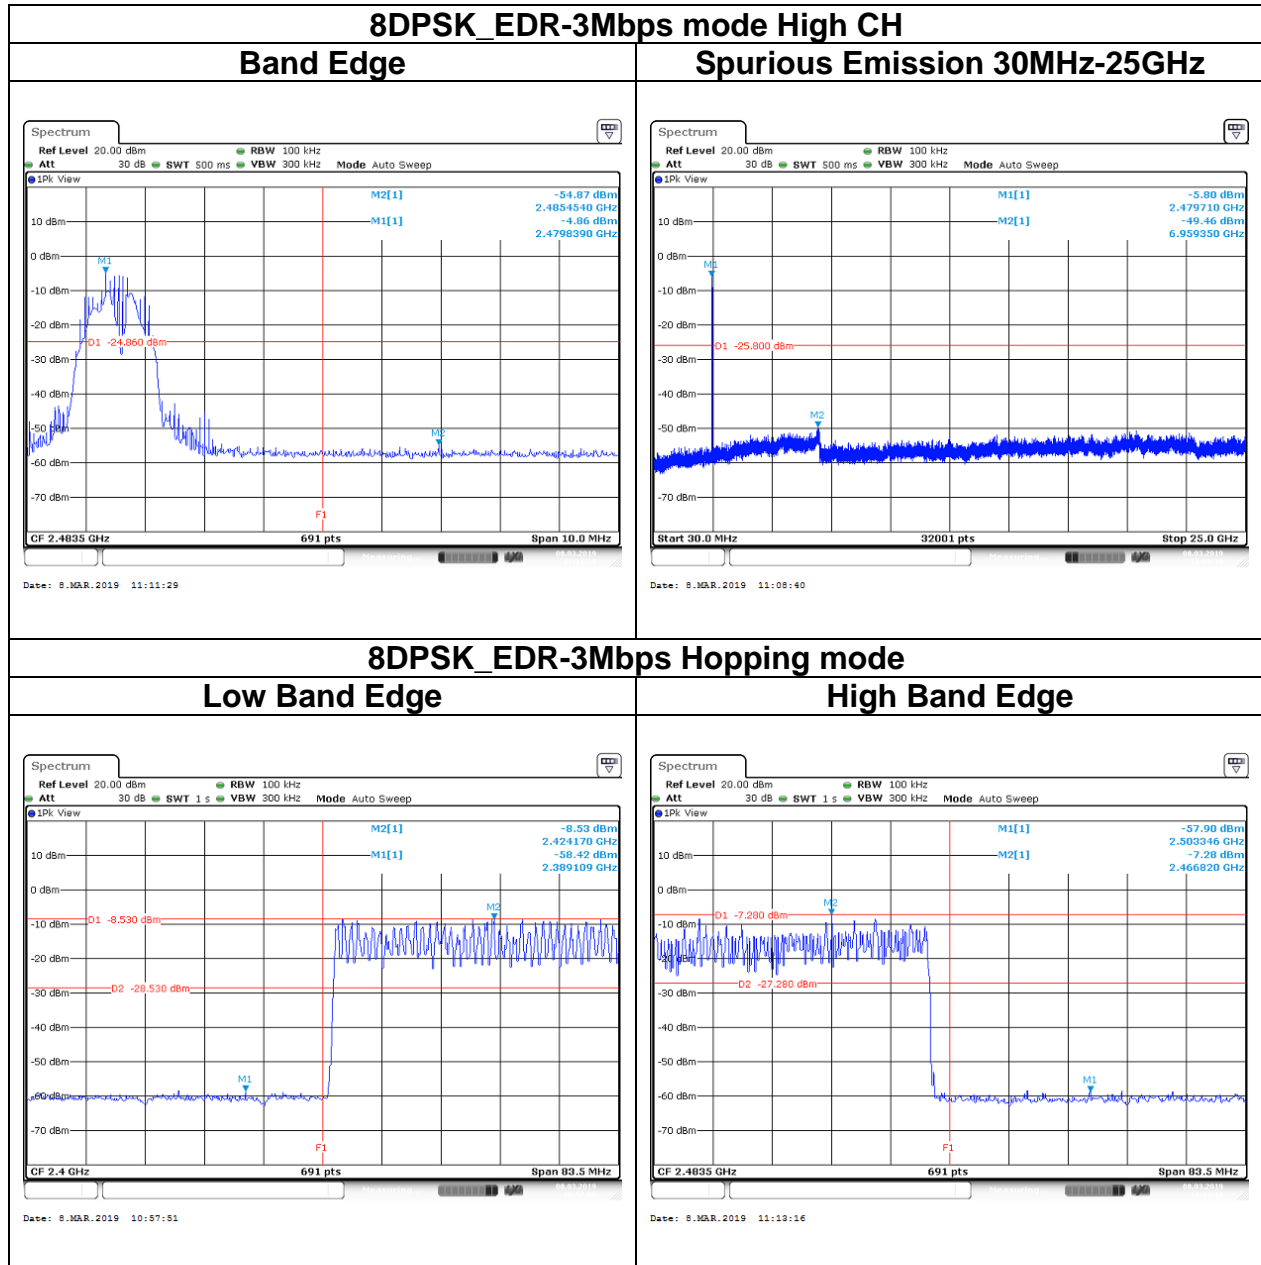 8DPSK_EDR-3Mbps mode High CH
Band Edge
Spurious Emission 30MHz-25GHz
Spectrum
Ref Level 20.00 dBm RBW 100 kHz
Att 30 dB SWT 500 ms VBW 300 kHz Mode Auto Sweep
1Pk View
M2[1] -54.87 dBm
2.4854540 GHz
M1[1] -4.86 dBm
2.4798390 GHz
10 dBm
0 dBm
M1
-10 dBm
-20 dBm
D1 -24.860 dBm
-30 dBm
-40 dBm
-50 dBm
M2
-60 dBm
-70 dBm
F1
CF 2.4835 GHz 691 pts Span 10.0 MHz
Date: 8.MAR.2019 11:11:29
Spectrum
Ref Level 20.00 dBm RBW 100 kHz
Att 30 dB SWT 500 ms VBW 300 kHz Mode Auto Sweep
1Pk View
M1[1] -5.80 dBm
2.479710 GHz
M2[1] -49.46 dBm
6.959350 GHz
10 dBm
0 dBm
M1
-10 dBm
-20 dBm
D1 -25.800 dBm
-30 dBm
-40 dBm
M2
-50 dBm
-60 dBm
-70 dBm
Start 30.0 MHz 32001 pts Stop 25.0 GHz
Date: 8.MAR.2019 11:08:40
8DPSK_EDR-3Mbps Hopping mode
Low Band Edge
High Band Edge
Spectrum
Ref Level 20.00 dBm RBW 100 kHz
Att 30 dB SWT 1 s VBW 300 kHz Mode Auto Sweep
1Pk View
M2[1] -8.53 dBm
2.424170 GHz
M1[1] -58.42 dBm
2.389109 GHz
10 dBm
0 dBm
M2
D1 -8.530 dBm
-10 dBm
-20 dBm
D2 -28.530 dBm
-30 dBm
-40 dBm
-50 dBm
M1
-60 dBm
-70 dBm
F1
CF 2.4 GHz 691 pts Span 83.5 MHz
Date: 8.MAR.2019 10:57:51
Spectrum
Ref Level 20.00 dBm RBW 100 kHz
Att 30 dB SWT 1 s VBW 300 kHz Mode Auto Sweep
1Pk View
M1[1] -57.90 dBm
2.503346 GHz
M2[1] -7.28 dBm
2.466820 GHz
10 dBm
0 dBm
M2
D1 -7.280 dBm
-10 dBm
-20 dBm
D2 -27.280 dBm
-30 dBm
-40 dBm
-50 dBm
M1
-60 dBm
-70 dBm
F1
CF 2.4835 GHz 691 pts Span 83.5 MHz
Date: 8.MAR.2019 11:13:16